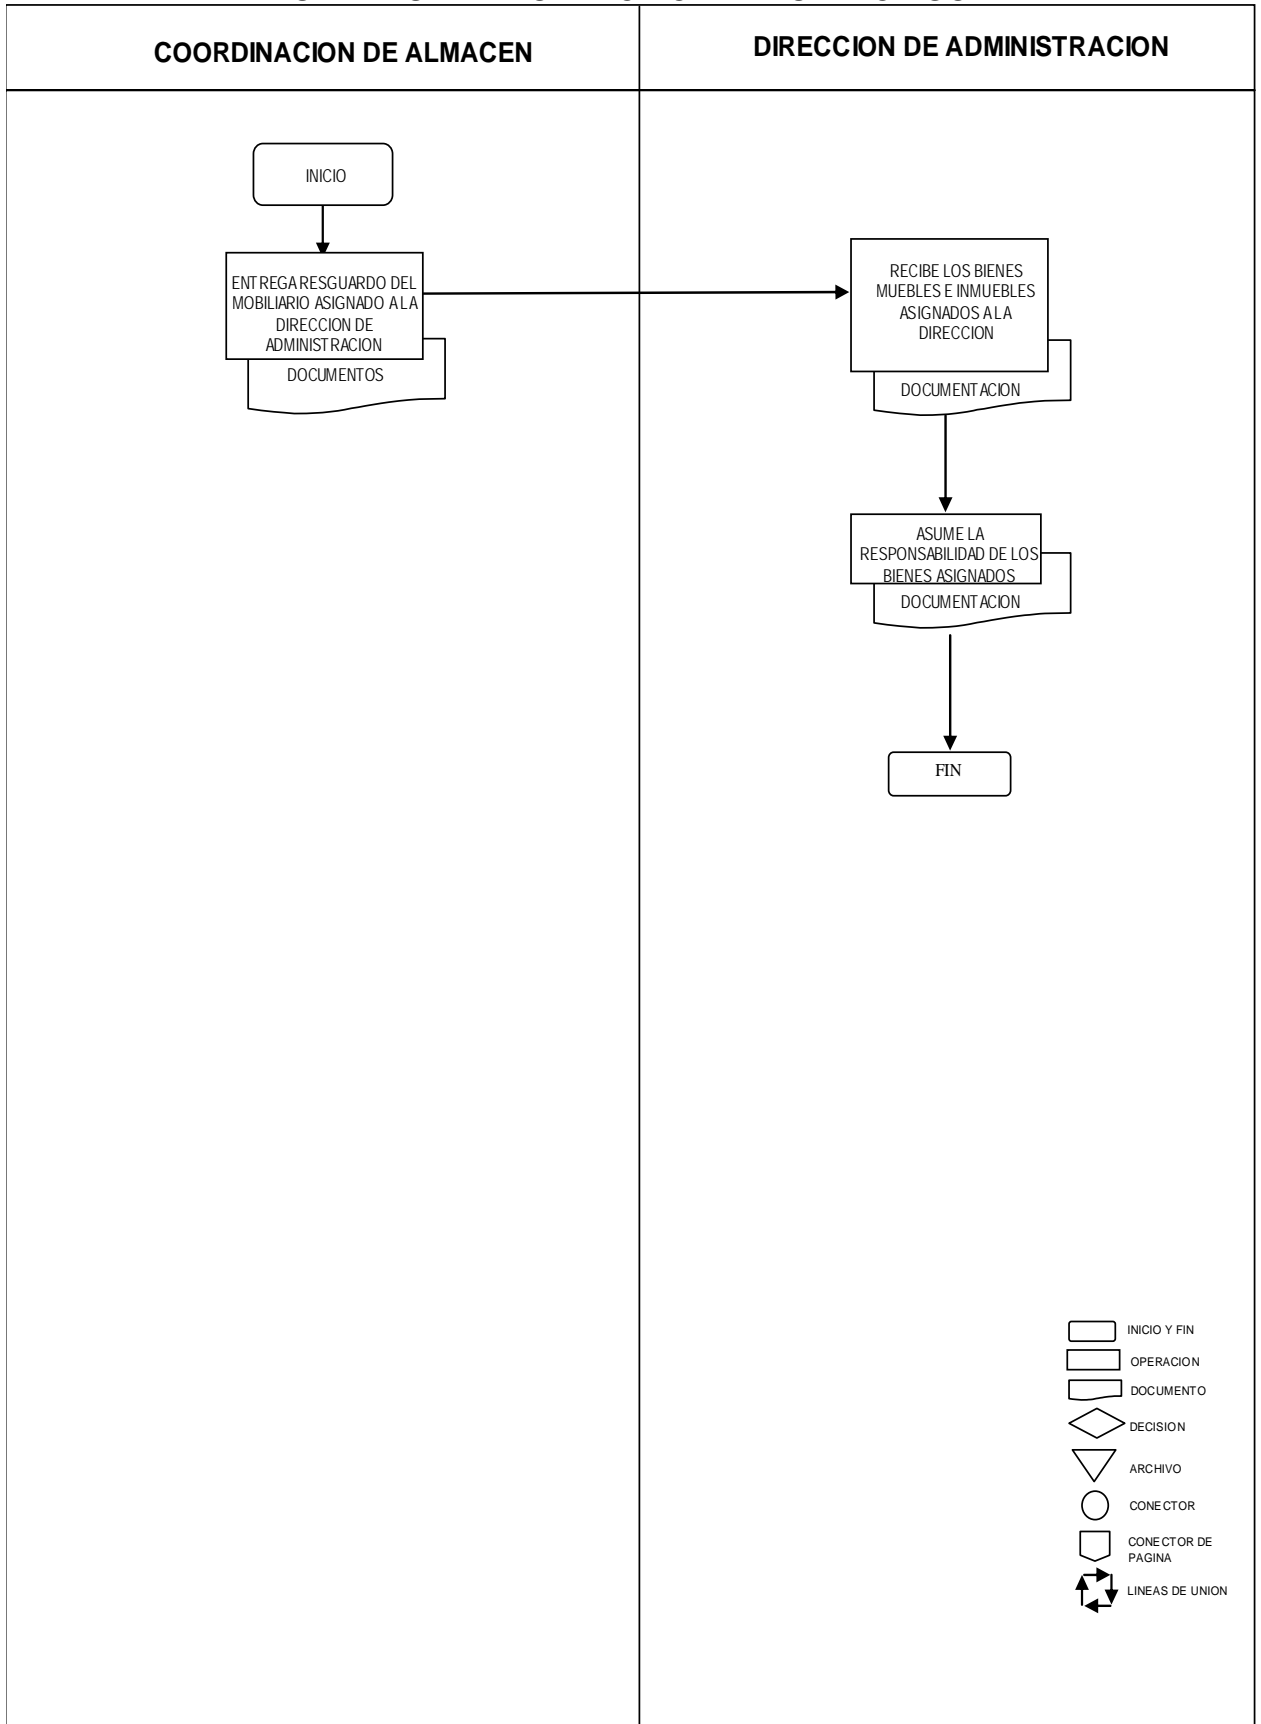 COORDINACION DE ALMACEN
DIRECCION DE ADMINISTRACION
INICIO
ENTREGA RESGUARDO DEL
MOBILIARIO ASIGNADO A LA
DIRECCION DE
ADMINISTRACION
DOCUMENTOS
RECIBE LOS BIENES
MUEBLES E INMUEBLES
ASIGNADOS A LA
DIRECCION
DOCUMENTACION
ASUME LA
RESPONSABILIDAD DE LOS
BIENES ASIGNADOS
DOCUMENTACION
FIN
INICIO Y FIN
OPERACION
DOCUMENTO
DECISION
ARCHIVO
CONECTOR
CONECTOR DE
PAGINA
LINEAS DE UNION